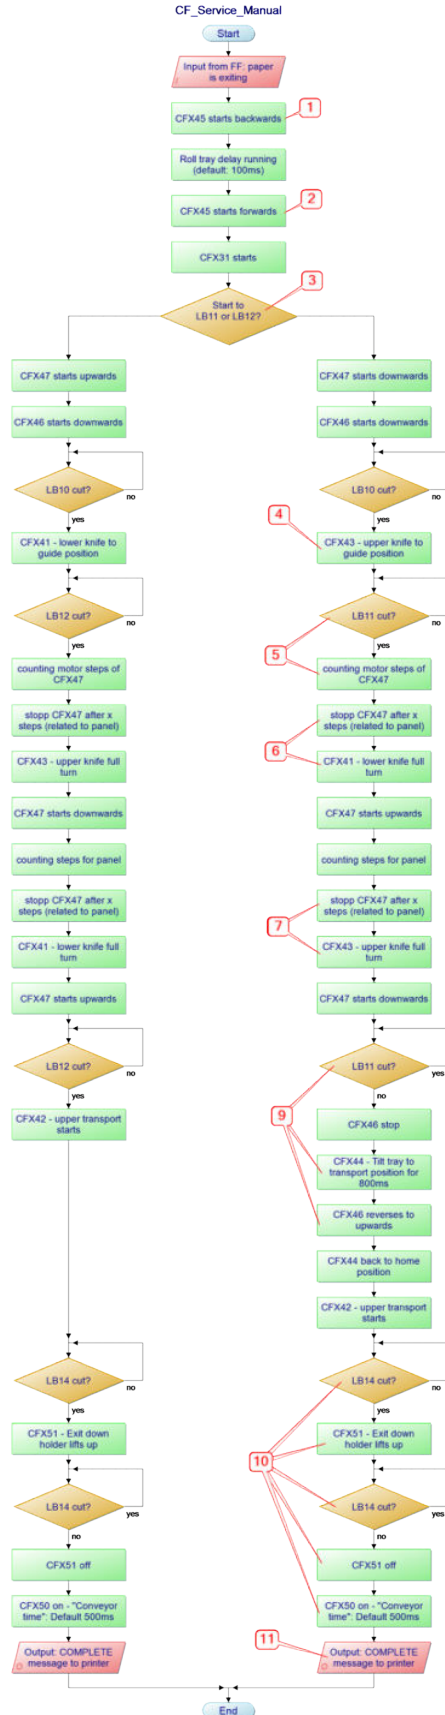 CF_Service_Manual
Start
Input from FF: paper
is exiting
CFX45 starts backwards
1
Roll tray delay running
(default: 100ms)
CFX45 starts forwards
2
CFX31 starts
3
Start to
LB11 or LB12?
CFX47 starts upwards
CFX46 starts downwards
LB10 cut?
no
yes
CFX41 - lower knife to
guide position
LB12 cut?
no
yes
counting motor steps of
CFX47
stopp CFX47 after x
steps (related to panel)
CFX43 - upper knife full
turn
CFX47 starts downwards
counting steps for panel
stopp CFX47 after x
steps (related to panel)
CFX41 - lower knife full
turn
CFX47 starts upwards
LB12 cut?
no
yes
CFX42 - upper transport
starts
LB14 cut?
no
yes
CFX51 - Exit down
holder lifts up
LB14 cut?
yes
no
CFX51 off
CFX50 on - "Conveyor
time": Default 500ms
Output: COMPLETE
message to printer
CFX47 starts downwards
CFX46 starts downwards
LB10 cut?
no
yes
4
CFX43 - upper knife to
guide position
LB11 cut?
no
yes
5
counting motor steps of
CFX47
stopp CFX47 after x
steps (related to panel)
6
CFX41 - lower knife full
turn
CFX47 starts upwards
counting steps for panel
stopp CFX47 after x
steps (related to panel)
7
CFX43 - upper knife full
turn
CFX47 starts downwards
LB11 cut?
yes
no
9
CFX46 stop
CFX44 - Tilt tray to
transport position for
800ms
CFX46 reverses to
upwards
CFX44 back to home
position
CFX42 - upper transport
starts
LB14 cut?
no
yes
CFX51 - Exit down
holder lifts up
10
LB14 cut?
yes
no
CFX51 off
CFX50 on - "Conveyor
time": Default 500ms
11
Output: COMPLETE
message to printer
End